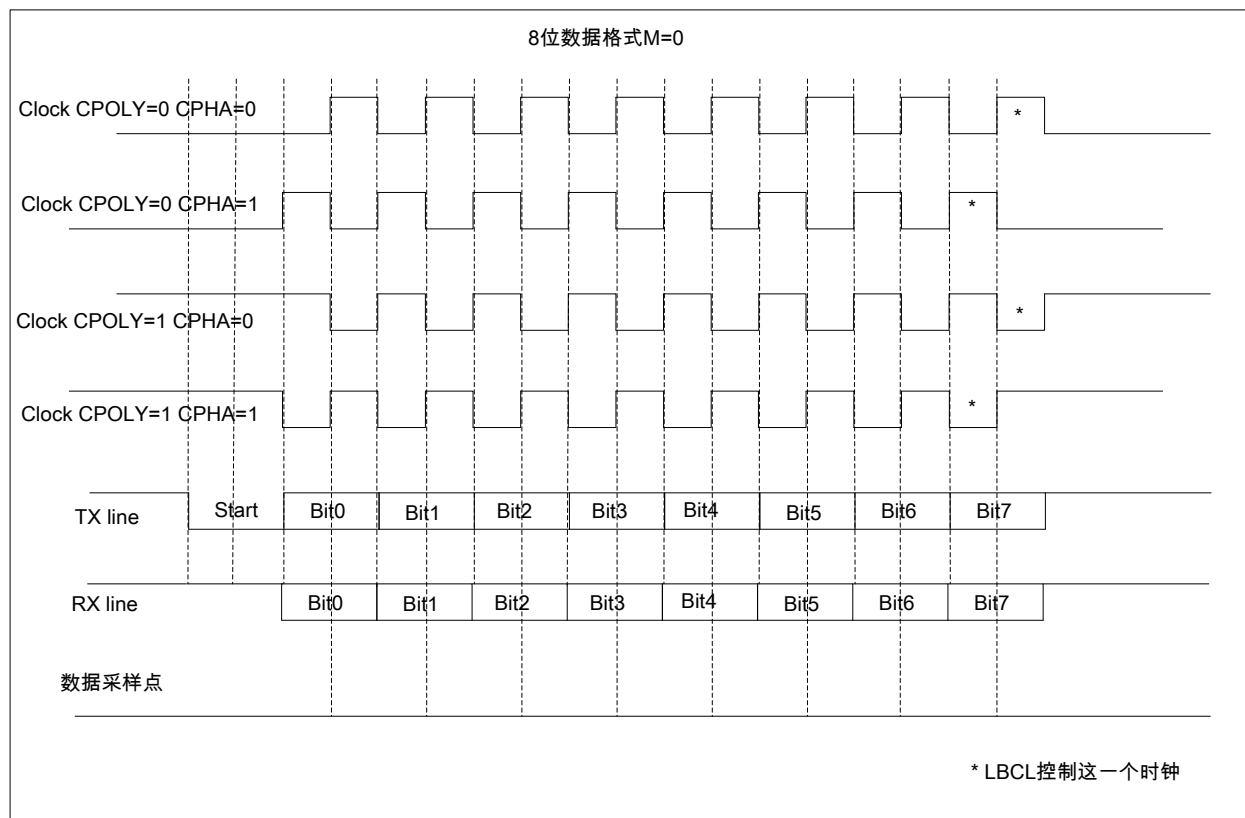 8位数据格式M=0
Clock CPOLY=0 CPHA=0
*
Clock CPOLY=0 CPHA=1
*
Clock CPOLY=1 CPHA=0
*
Clock CPOLY=1 CPHA=1
*
TX line Start Bit0 Bit1 Bit2 Bit3 Bit4 Bit5 Bit6 Bit7
RX line Bit0 Bit1 Bit2 Bit3 Bit4 Bit5 Bit6 Bit7
数据采样点
* LBCL控制这一个时钟